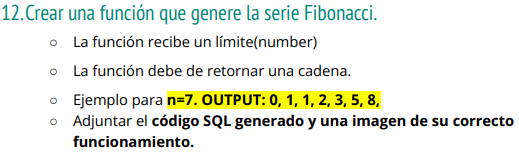 12.Crear una función que genere la serie Fibonacci.
○ La función recibe un límite(number)
○ La función debe de retornar una cadena.
○ Ejemplo para n=7. OUTPUT: 0, 1, 1, 2, 3, 5, 8,
○ Adjuntar el código SQL generado y una imagen de su correcto
funcionamiento.